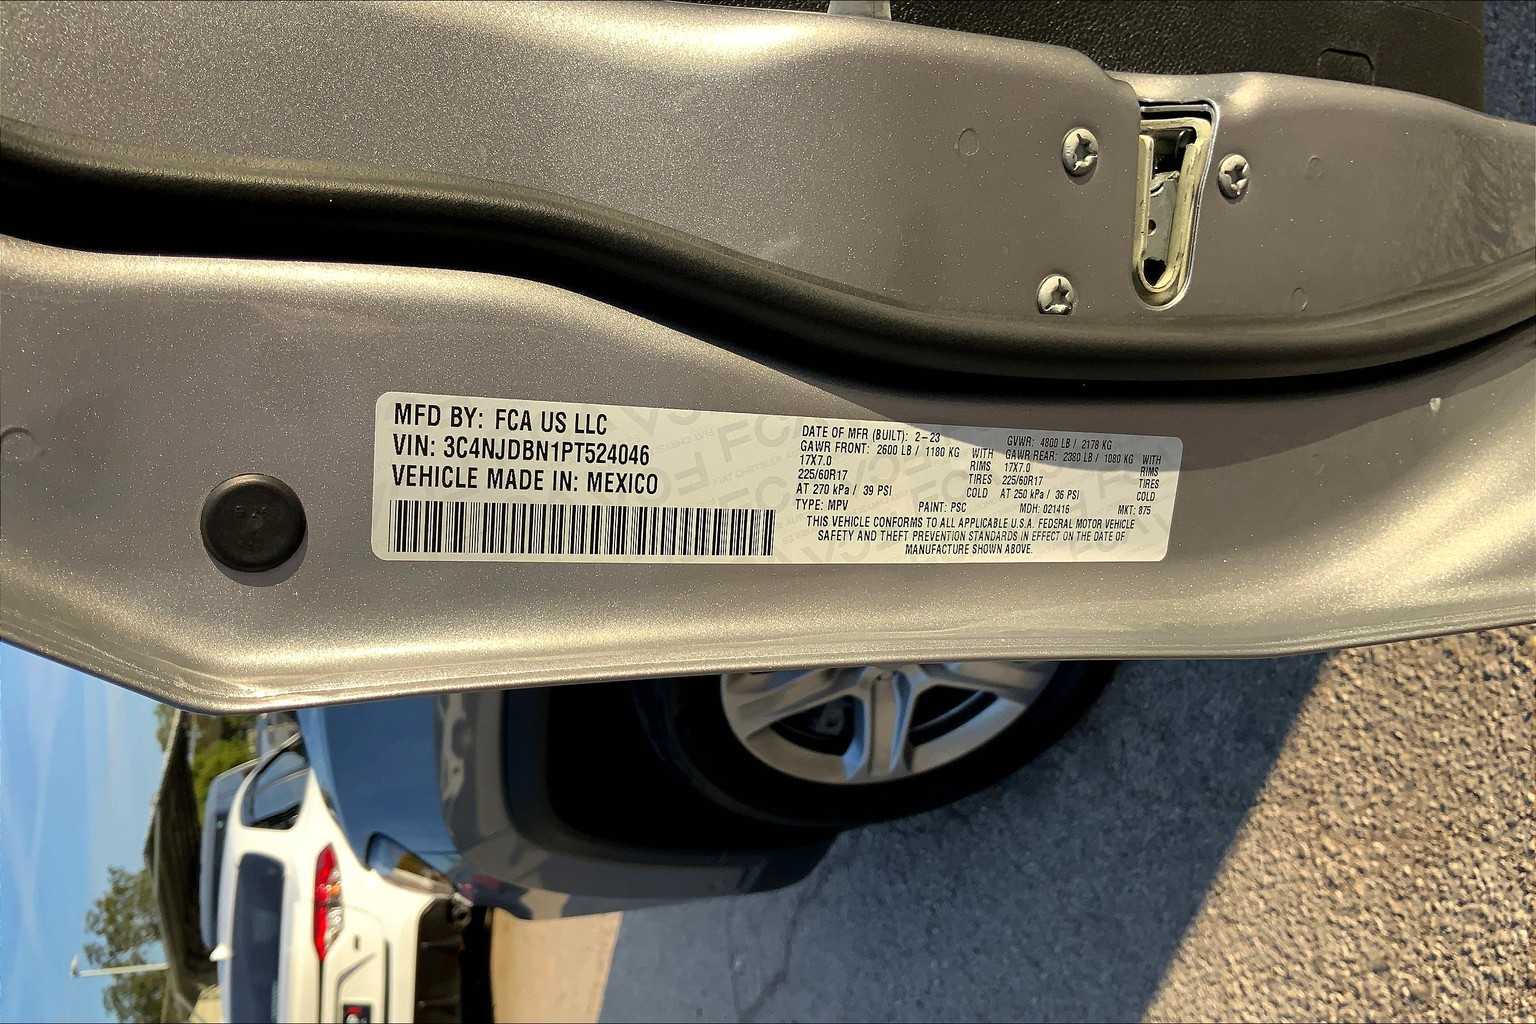 MFD BY: FCA US LLC
VIN: 3C4NJDBN1PT524046
VEHICLE MADE IN: MEXICO
DATE OF MFR (BUILT): 2-23 GVWR: 4800 LB / 2178 KG
GAWR FRONT: 2600 LB / 1180 KG WITH GAWR REAR: 2380 LB / 1080 KG WITH
17X7.0 RIMS 17X7.0 RIMS
225/60R17 TIRES 225/60R17 TIRES
AT 270 kPa / 39 PSI COLD AT 250 kPa / 36 PSI COLD
TYPE: MPV PAINT: PSC MDH: 021416 MKT: 875
THIS VEHICLE CONFORMS TO ALL APPLICABLE U.S.A. FEDERAL MOTOR VEHICLE
SAFETY AND THEFT PREVENTION STANDARDS IN EFFECT ON THE DATE OF
MANUFACTURE SHOWN ABOVE.